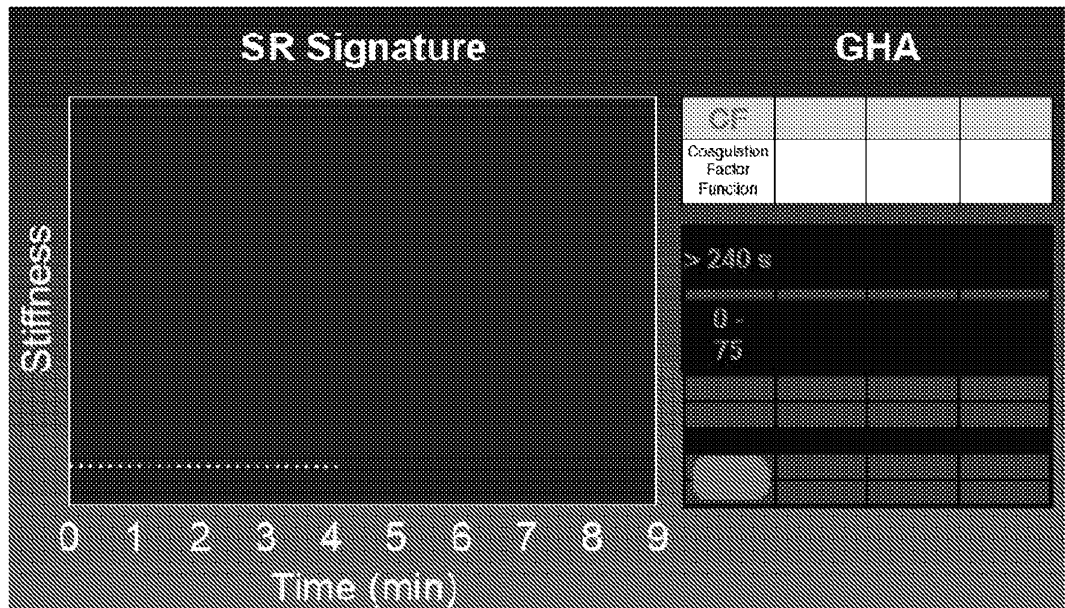 SR Signature
GHA
CF
Coagulation
Factor
Function
> 240 s
0 -
75
Stiffness
0 1 2 3 4 5 6 7 8 9
Time (min)